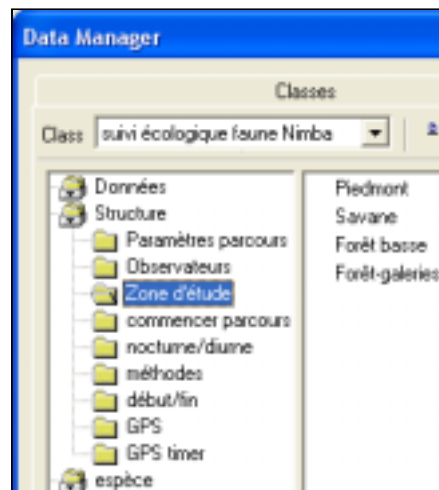 Data Manager
Classes
Class suivi écologique faune Nimba
Données
Structure
Paramètres parcours
Observateurs
Zone d'étude
commencer parcours
nocturne/diurne
méthodes
début/fin
GPS
GPS timer
espèce
Piedmont
Savane
Forêt basse
Forêt-galeries